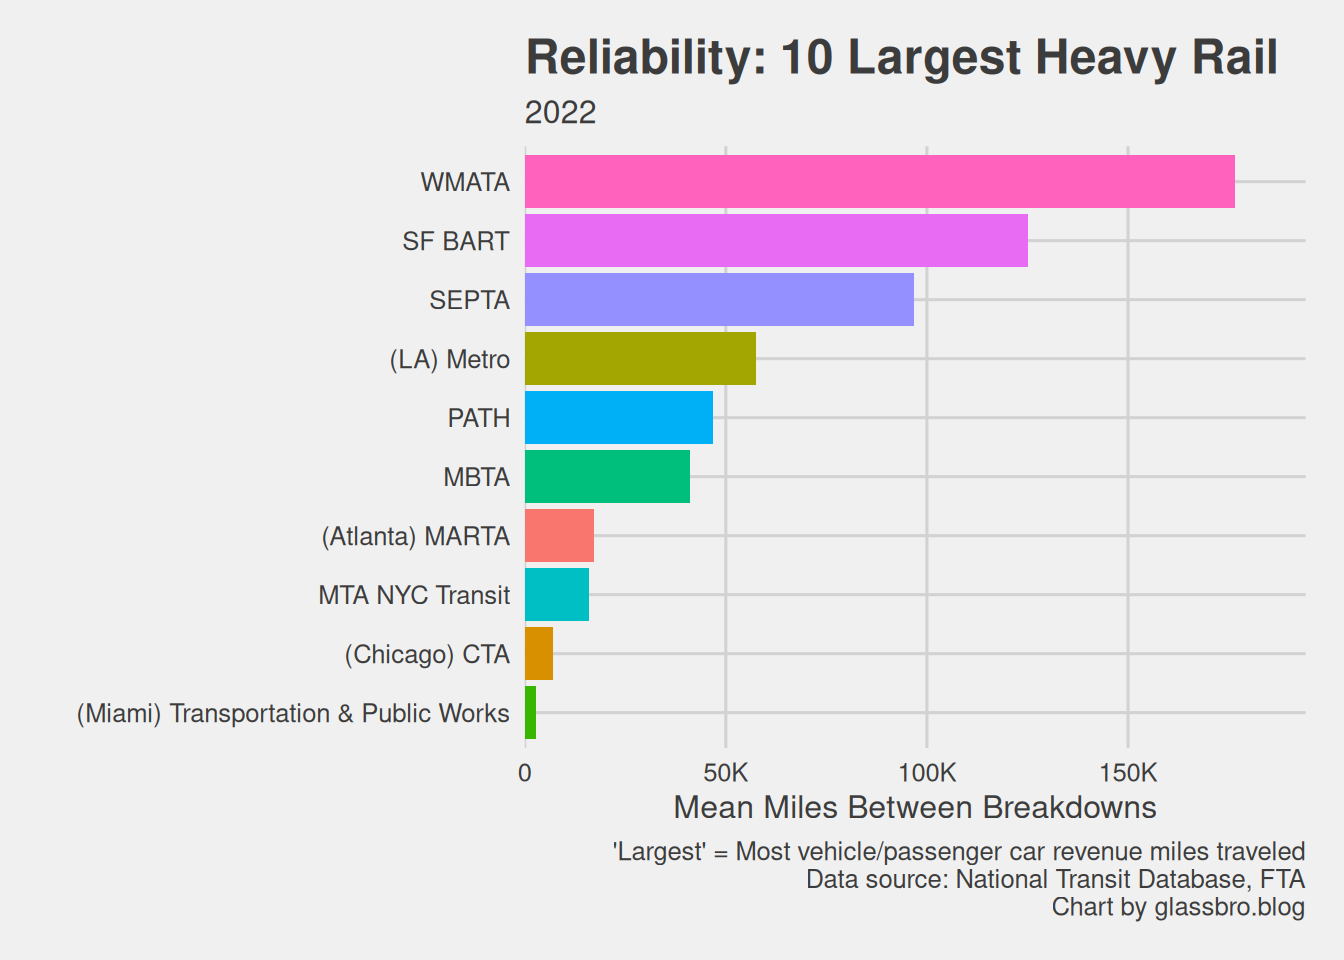 Reliability: 10 Largest Heavy Rail
2022
WMATA
SF BART
SEPTA
(LA) Metro
PATH
MBTA
(Atlanta) MARTA
MTA NYC Transit
(Chicago) CTA
(Miami) Transportation & Public Works
0 50K 100K 150K
Mean Miles Between Breakdowns
'Largest' = Most vehicle/passenger car revenue miles traveled
Data source: National Transit Database, FTA
Chart by glassbro.blog